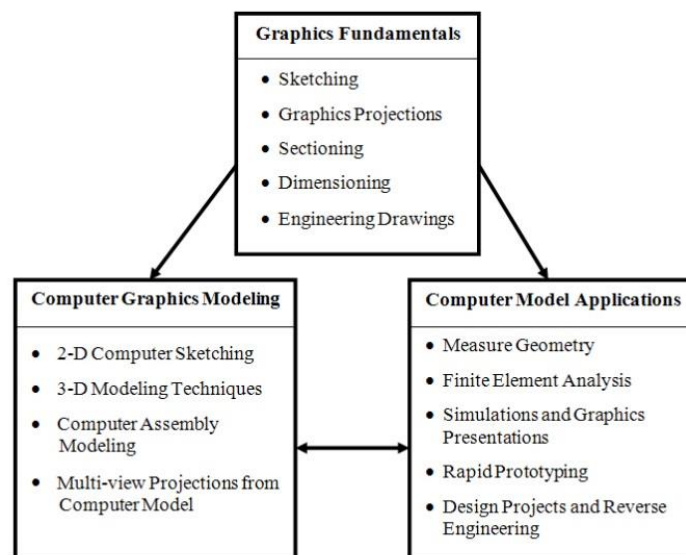 Graphics Fundamentals
• Sketching
• Graphics Projections
• Sectioning
• Dimensioning
• Engineering Drawings
Computer Graphics Modeling
• 2-D Computer Sketching
• 3-D Modeling Techniques
• Computer Assembly
Modeling
• Multi-view Projections from
Computer Model
Computer Model Applications
• Measure Geometry
• Finite Element Analysis
• Simulations and Graphics
Presentations
• Rapid Prototyping
• Design Projects and Reverse
Engineering